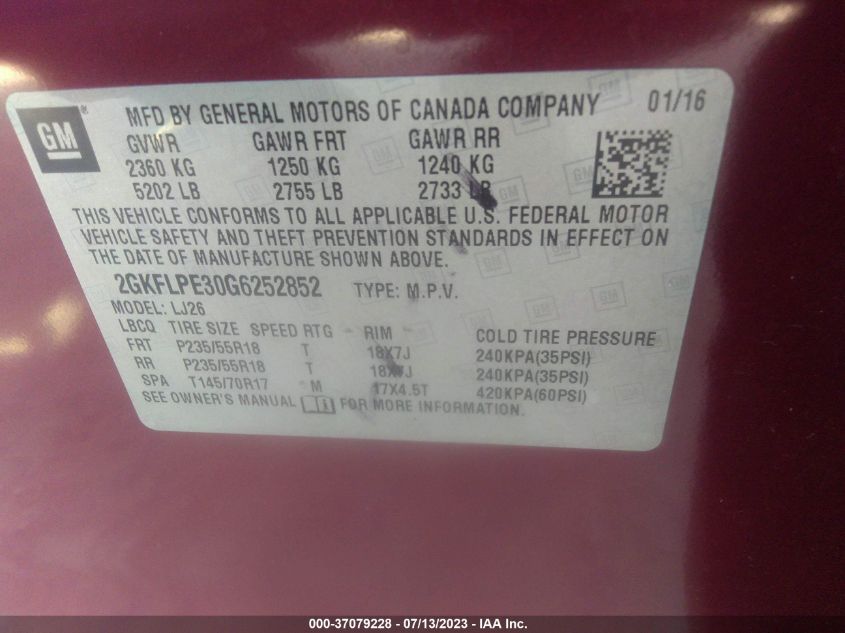 GM®
MFD BY GENERAL MOTORS OF CANADA COMPANY 01/16
GVWR GAWR FRT GAWR RR
2360 KG 1250 KG 1240 KG
5202 LB 2755 LB 2733 LB
THIS VEHICLE CONFORMS TO ALL APPLICABLE U.S. FEDERAL MOTOR
VEHICLE SAFETY AND THEFT PREVENTION STANDARDS IN EFFECT ON
THE DATE OF MANUFACTURE SHOWN ABOVE.
2GKFLPE30G6252852 TYPE: M.P.V.
MODEL: LJ26
LBCQ TIRE SIZE SPEED RTG RIM COLD TIRE PRESSURE
FRT P235/55R18 T 18X7J 240KPA(35PSI)
RR P235/55R18 T 18X7J 240KPA(35PSI)
SPA T145/70R17 M 17X4.5T 420KPA(60PSI)
SEE OWNER'S MANUAL FOR MORE INFORMATION.
000-37079228 - 07/13/2023 - IAA Inc.